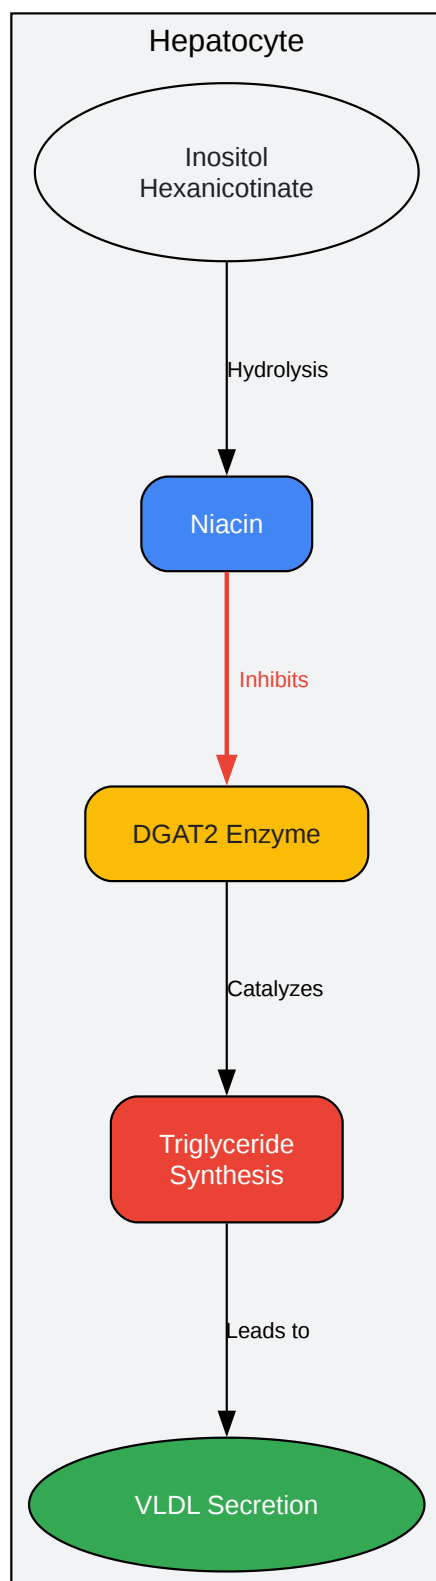 Hepatocyte
Inositol
Hexanicotinate
Hydrolysis
Niacin
Inhibits
DGAT2 Enzyme
Catalyzes
Triglyceride
Synthesis
Leads to
VLDL Secretion